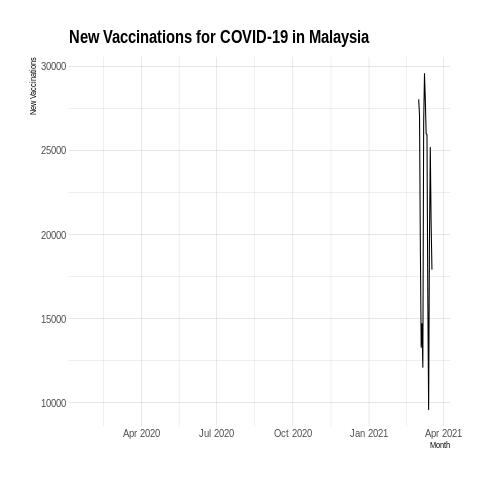 New Vaccinations for COVID-19 in Malaysia
New Vaccinations
30000
25000
20000
15000
10000
Apr 2020 Jul 2020 Oct 2020 Jan 2021 Apr 2021
Month